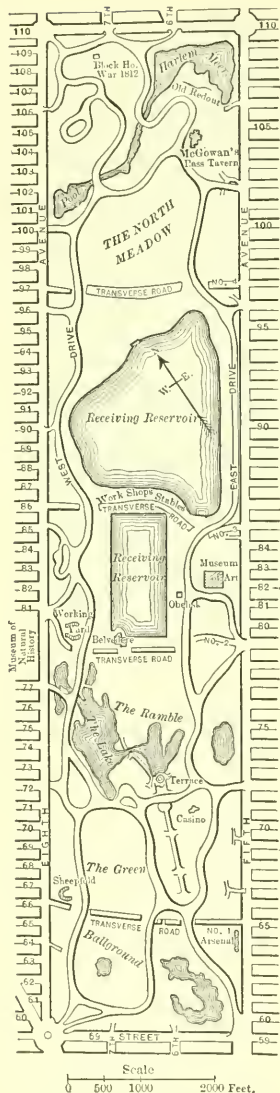 7TH
6TH
110
110
109
Block Ho.
War 1812
Harlem Mere
108
107
106
Old Redout
105
105
McGowan's
Pass Tavern
104
103
102
Pool
101
100
THE NORTH
MEADOW
100
AVENUE
AVENUE
99
98
97
NO. 4
96
TRANSVERSE ROAD
95
95
94
93
DRIVE
W.
E.
DRIVE
92
91
90
Receiving Reservoir
90
89
88
87
WEST
EAST
Work Shops Stables
86
TRANSVERSE
ROAD
85
NO. 3
84
84
83
Receiving
Reservoir
Museum
Art
83
82
82
81
Working
Yard
Obelisk
81
Museum of
Natural
History
Belvedere
NO. 2
80
TRANSVERSE ROAD
77
76
The Ramble
75
75
74
The Lake
73
Terrace
72
71
Casino
70
70
69
EIGHTH
FIFTH
68
The Green
67
Sheepfold
66
65
TRANSVERSE
ROAD
NO. 1
65
64
Ballground
Arsenal
63
62
61
60
60
59 STREET
59
7TH
6TH
Scale
0 500 1000 2000 Feet.